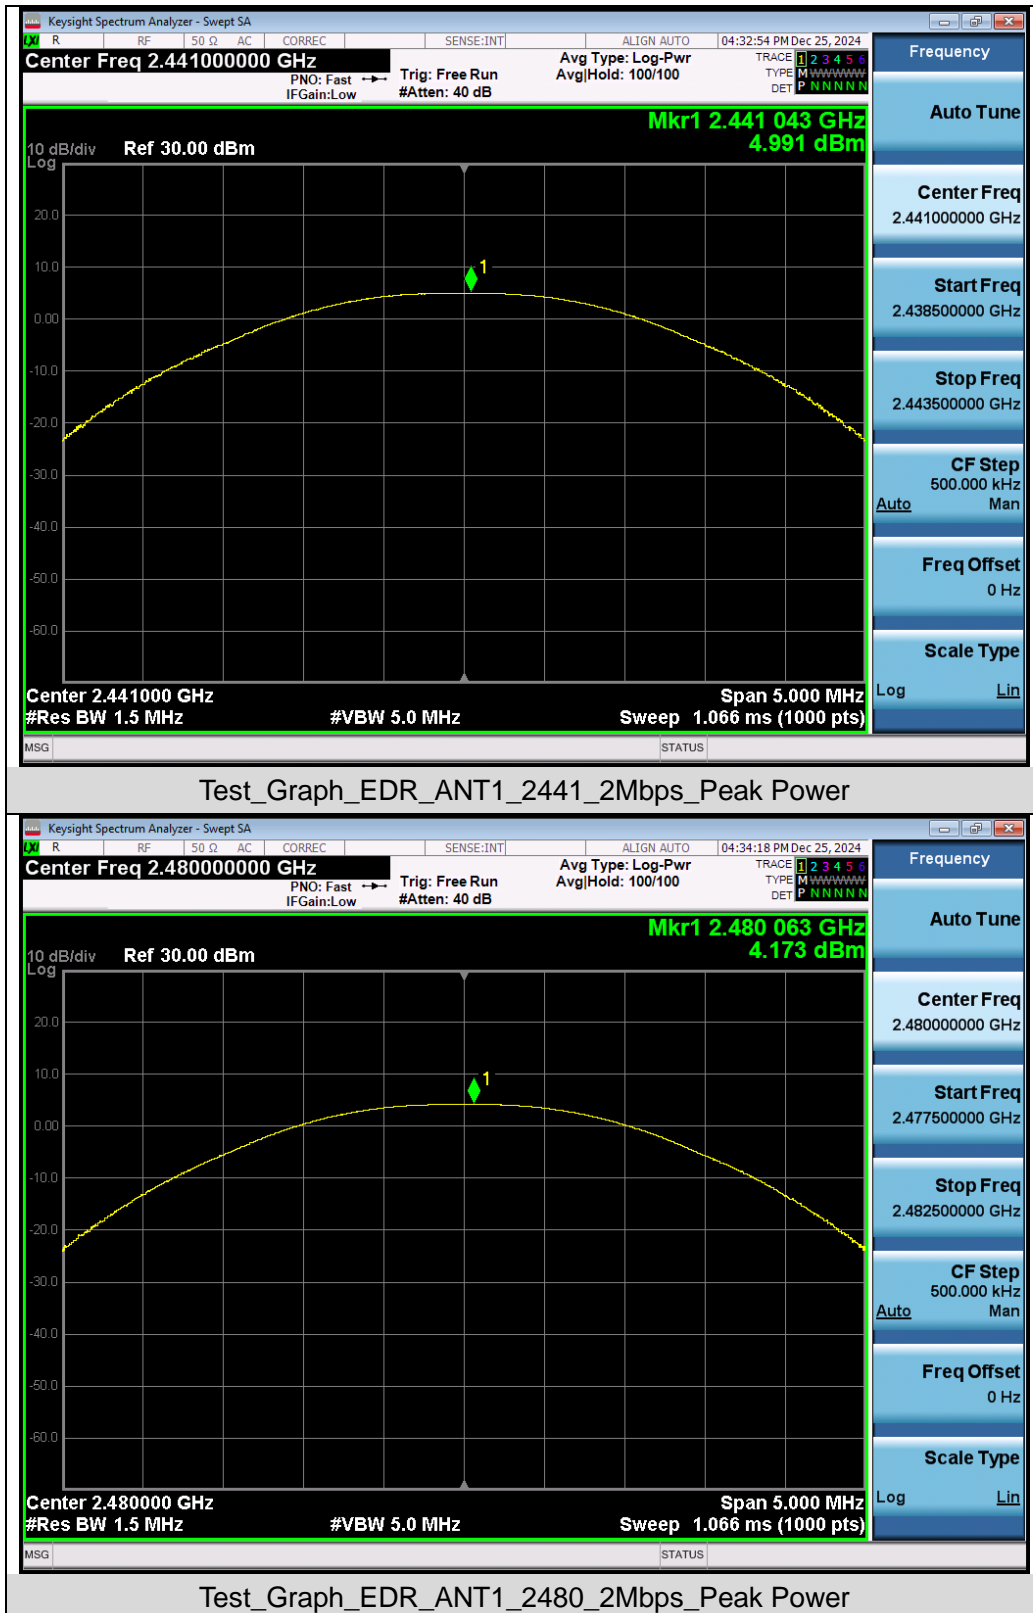 Keysight Spectrum Analyzer - Swept SA
LXI R RF 50 Ω AC CORREC SENSE:INT ALIGN AUTO 04:32:54 PM Dec 25, 2024
Center Freq 2.441000000 GHz
PNO: Fast
IFGain:Low
Trig: Free Run
#Atten: 40 dB
Avg Type: Log-Pwr
Avg|Hold: 100/100
TRACE 1 2 3 4 5 6
TYPE M WWWWW
DET P N N N N N
Mkr1 2.441 043 GHz
4.991 dBm
10 dB/div Ref 30.00 dBm
Log
20.0
10.0
0.00
-10.0
-20.0
-30.0
-40.0
-50.0
-60.0
1
Center 2.441000 GHz
#Res BW 1.5 MHz
#VBW 5.0 MHz
Span 5.000 MHz
Sweep 1.066 ms (1000 pts)
MSG STATUS
Frequency
Auto Tune
Center Freq
2.441000000 GHz
Start Freq
2.438500000 GHz
Stop Freq
2.443500000 GHz
CF Step
500.000 kHz
Auto Man
Freq Offset
0 Hz
Scale Type
Log Lin
Test_Graph_EDR_ANT1_2441_2Mbps_Peak Power
Keysight Spectrum Analyzer - Swept SA
LXI R RF 50 Ω AC CORREC SENSE:INT ALIGN AUTO 04:34:18 PM Dec 25, 2024
Center Freq 2.480000000 GHz
PNO: Fast
IFGain:Low
Trig: Free Run
#Atten: 40 dB
Avg Type: Log-Pwr
Avg|Hold: 100/100
TRACE 1 2 3 4 5 6
TYPE M WWWWW
DET P N N N N N
Mkr1 2.480 063 GHz
4.173 dBm
10 dB/div Ref 30.00 dBm
Log
20.0
10.0
0.00
-10.0
-20.0
-30.0
-40.0
-50.0
-60.0
1
Center 2.480000 GHz
#Res BW 1.5 MHz
#VBW 5.0 MHz
Span 5.000 MHz
Sweep 1.066 ms (1000 pts)
MSG STATUS
Frequency
Auto Tune
Center Freq
2.480000000 GHz
Start Freq
2.477500000 GHz
Stop Freq
2.482500000 GHz
CF Step
500.000 kHz
Auto Man
Freq Offset
0 Hz
Scale Type
Log Lin
Test_Graph_EDR_ANT1_2480_2Mbps_Peak Power